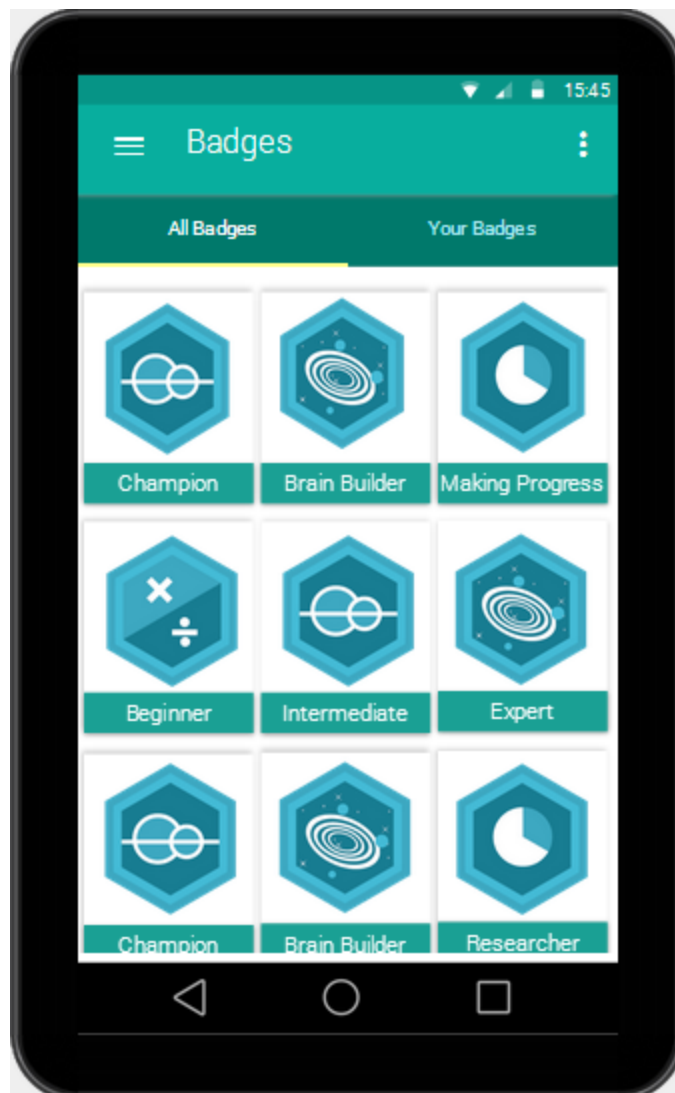 15:45
Badges
All Badges Your Badges
Champion Brain Builder Making Progress
Beginner Intermediate Expert
Champion Brain Builder Researcher